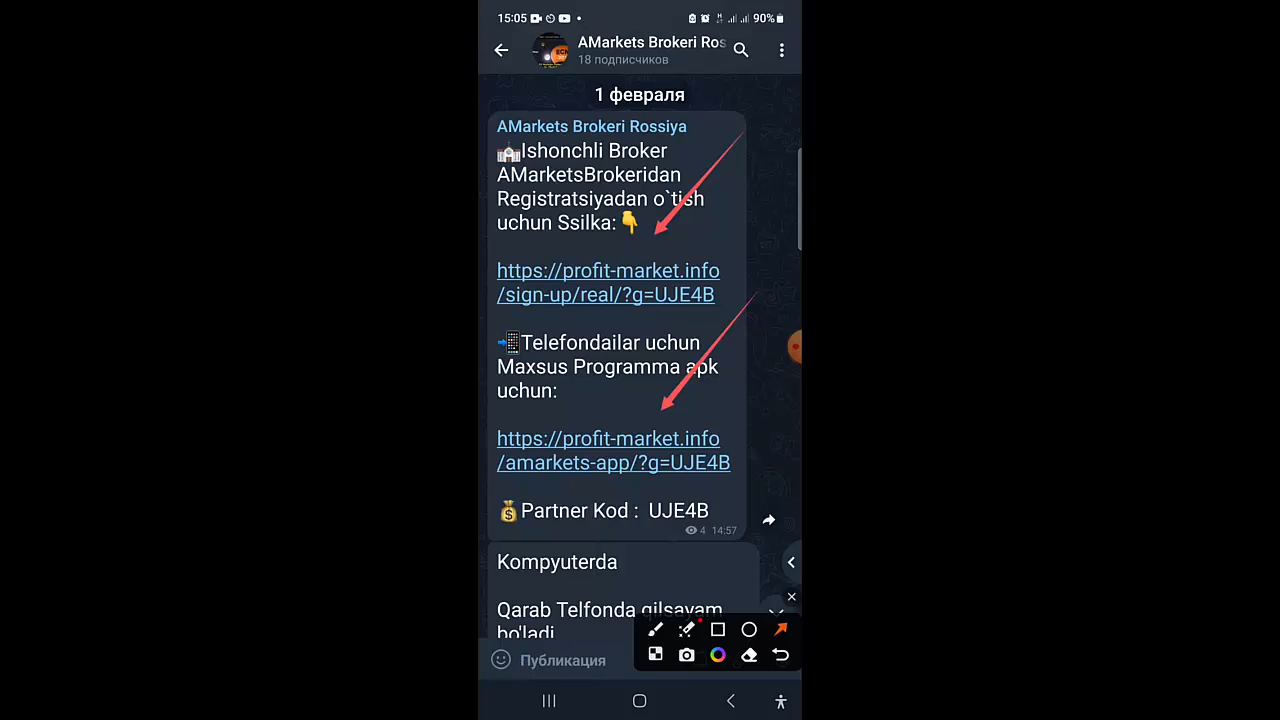 15:05
90%
AMarkets Brokeri Ros
18 подписчиков
1 февраля
AMarkets Brokeri Rossiya
Ishonchli Broker
AMarketsBrokeridan
Registratsiyadan o`tish
uchun Ssilka:
https://profit-market.info
/sign-up/real/?g=UJE4B
Telefondailar uchun
Maxsus Programma apk
uchun:
https://profit-market.info
/amarkets-app/?g=UJE4B
Partner Kod : UJE4B
4 14:57
Kompyuterda
Qarab Telfonda qilsayam
bo'ladi
Публикация